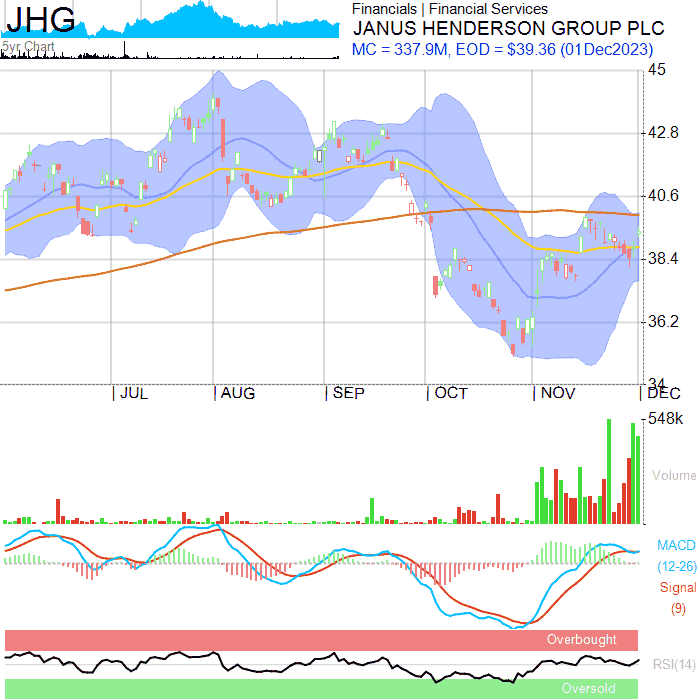 JHG
Financials | Financial Services
JANUS HENDERSON GROUP PLC
MC = 337.9M, EOD = $39.36 (01Dec2023)
5yr Chart
45
42.8
40.6
38.4
36.2
34
JUL AUG SEP OCT NOV DEC
548k
Volume
MACD
(12-26)
Signal
(9)
Overbought
RSI(14)
Oversold